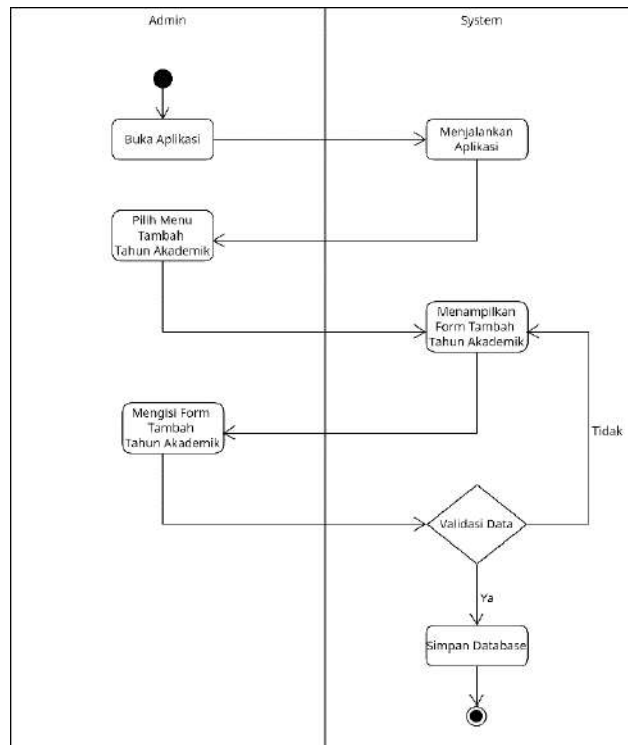 Admin
System
Buka Aplikasi
Menjalankan
Aplikasi
Pilih Menu
Tambah
Tahun Akademik
Menampilkan
Form Tambah
Tahun Akademik
Mengisi Form
Tambah
Tahun Akademik
Tidak
Validasi Data
Ya
Simpan Database